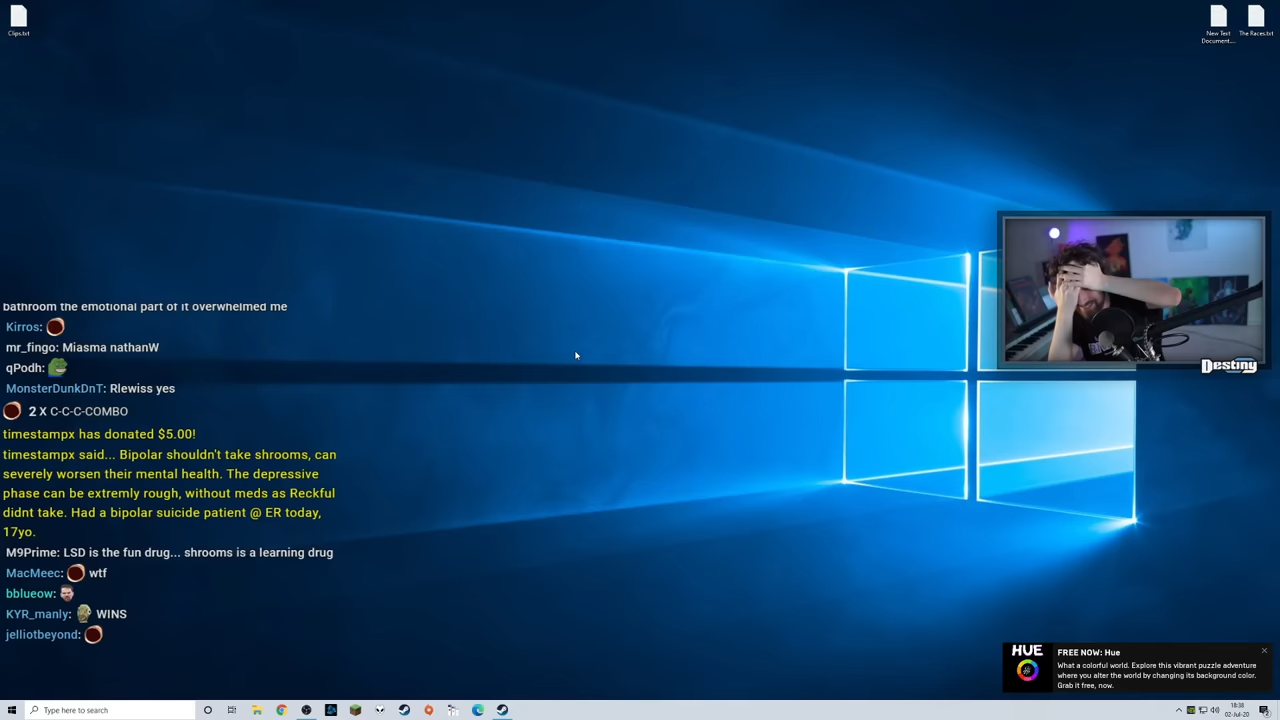 Clips.txt
New Text
Document,...
The Races.txt
bathroom the emotional part of it overwhelmed me
Kirros:
mr_fingo: Miasma nathanW
qPodh:
MonsterDunkDnT: Rlewiss yes
2 X C-C-C-COMBO
timestampx has donated $5.00!
timestampx said... Bipolar shouldn't take shrooms, can
severely worsen their mental health. The depressive
phase can be extremly rough, without meds as Reckful
didnt take. Had a bipolar suicide patient @ ER today,
17yo.
M9Prime: LSD is the fun drug... shrooms is a learning drug
MacMeec: wtf
bblueow:
KYR_manly: WINS
jelliotbeyond:
Destiny
HUE
FREE NOW: Hue
What a colorful world. Explore this vibrant puzzle adventure
where you alter the world by changing its background color.
Grab it free, now.
Type here to search
18:38
02-Jul-20